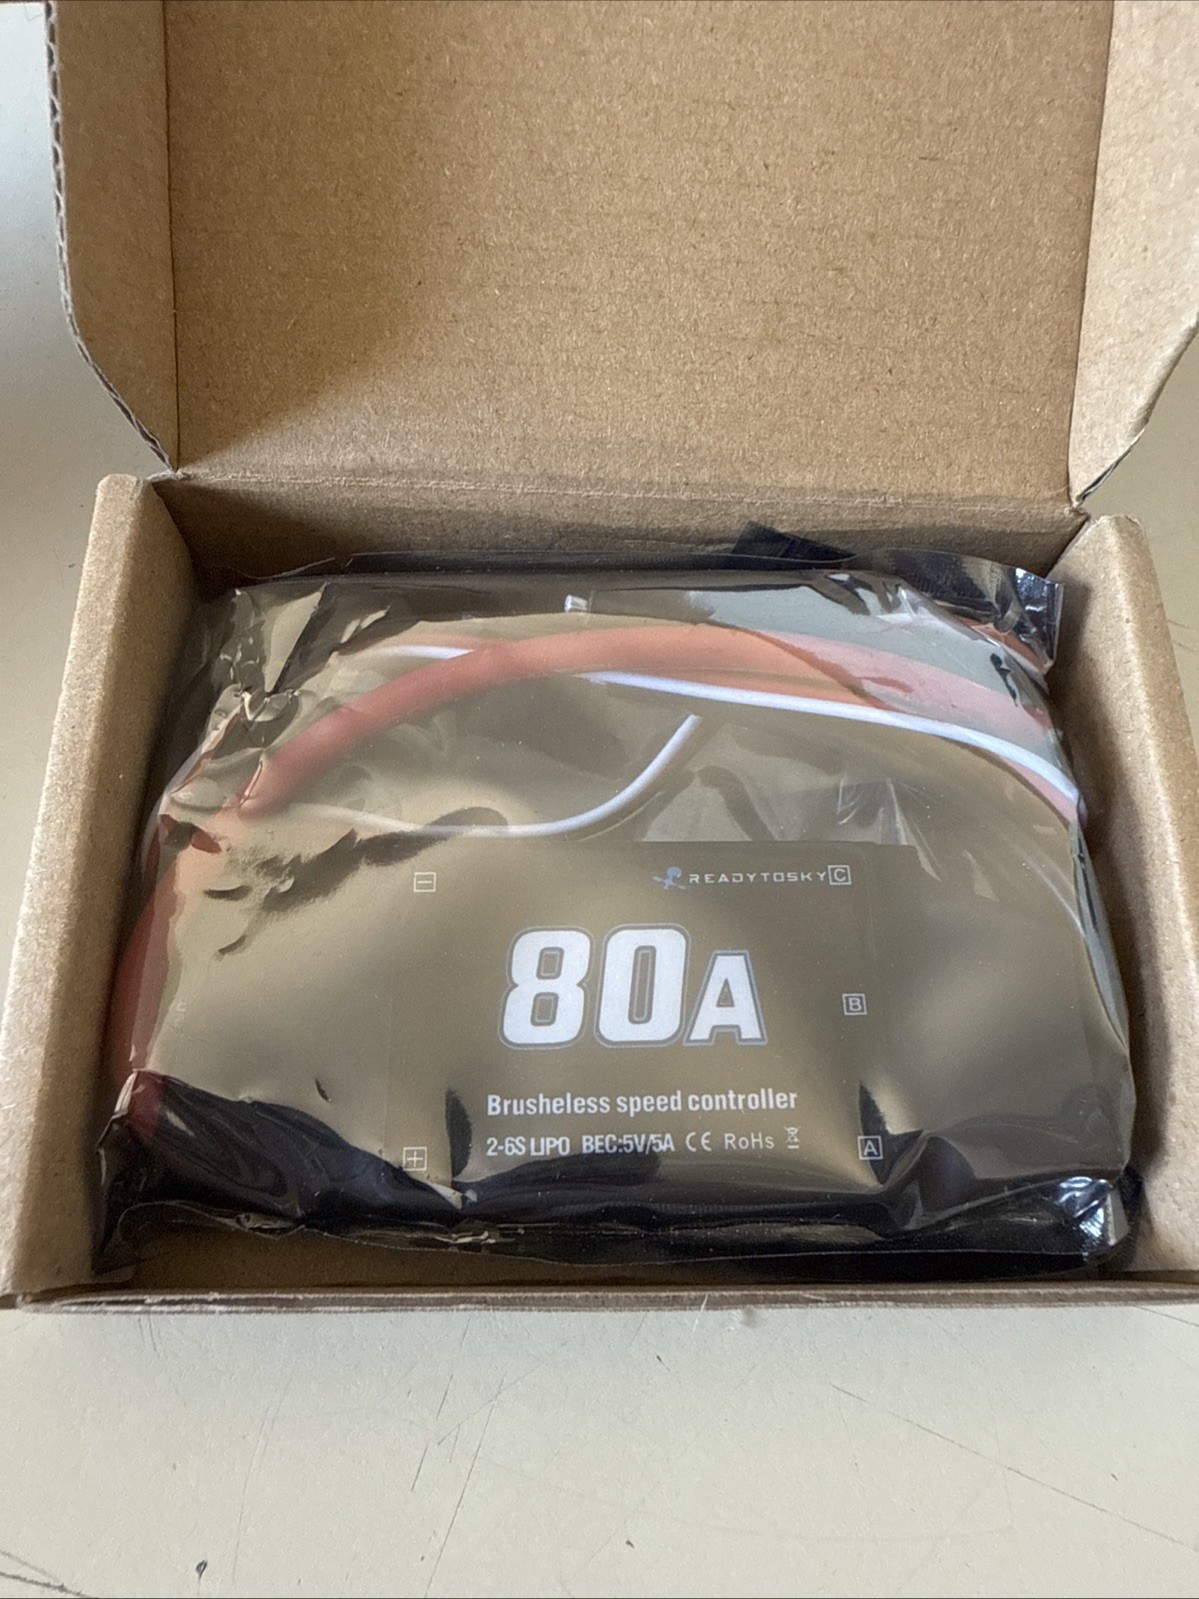 − READYTOSKY C
80A
B
Brusheless speed controller
+ 2-6S LIPO BEC:5V/5A CE RoHs A